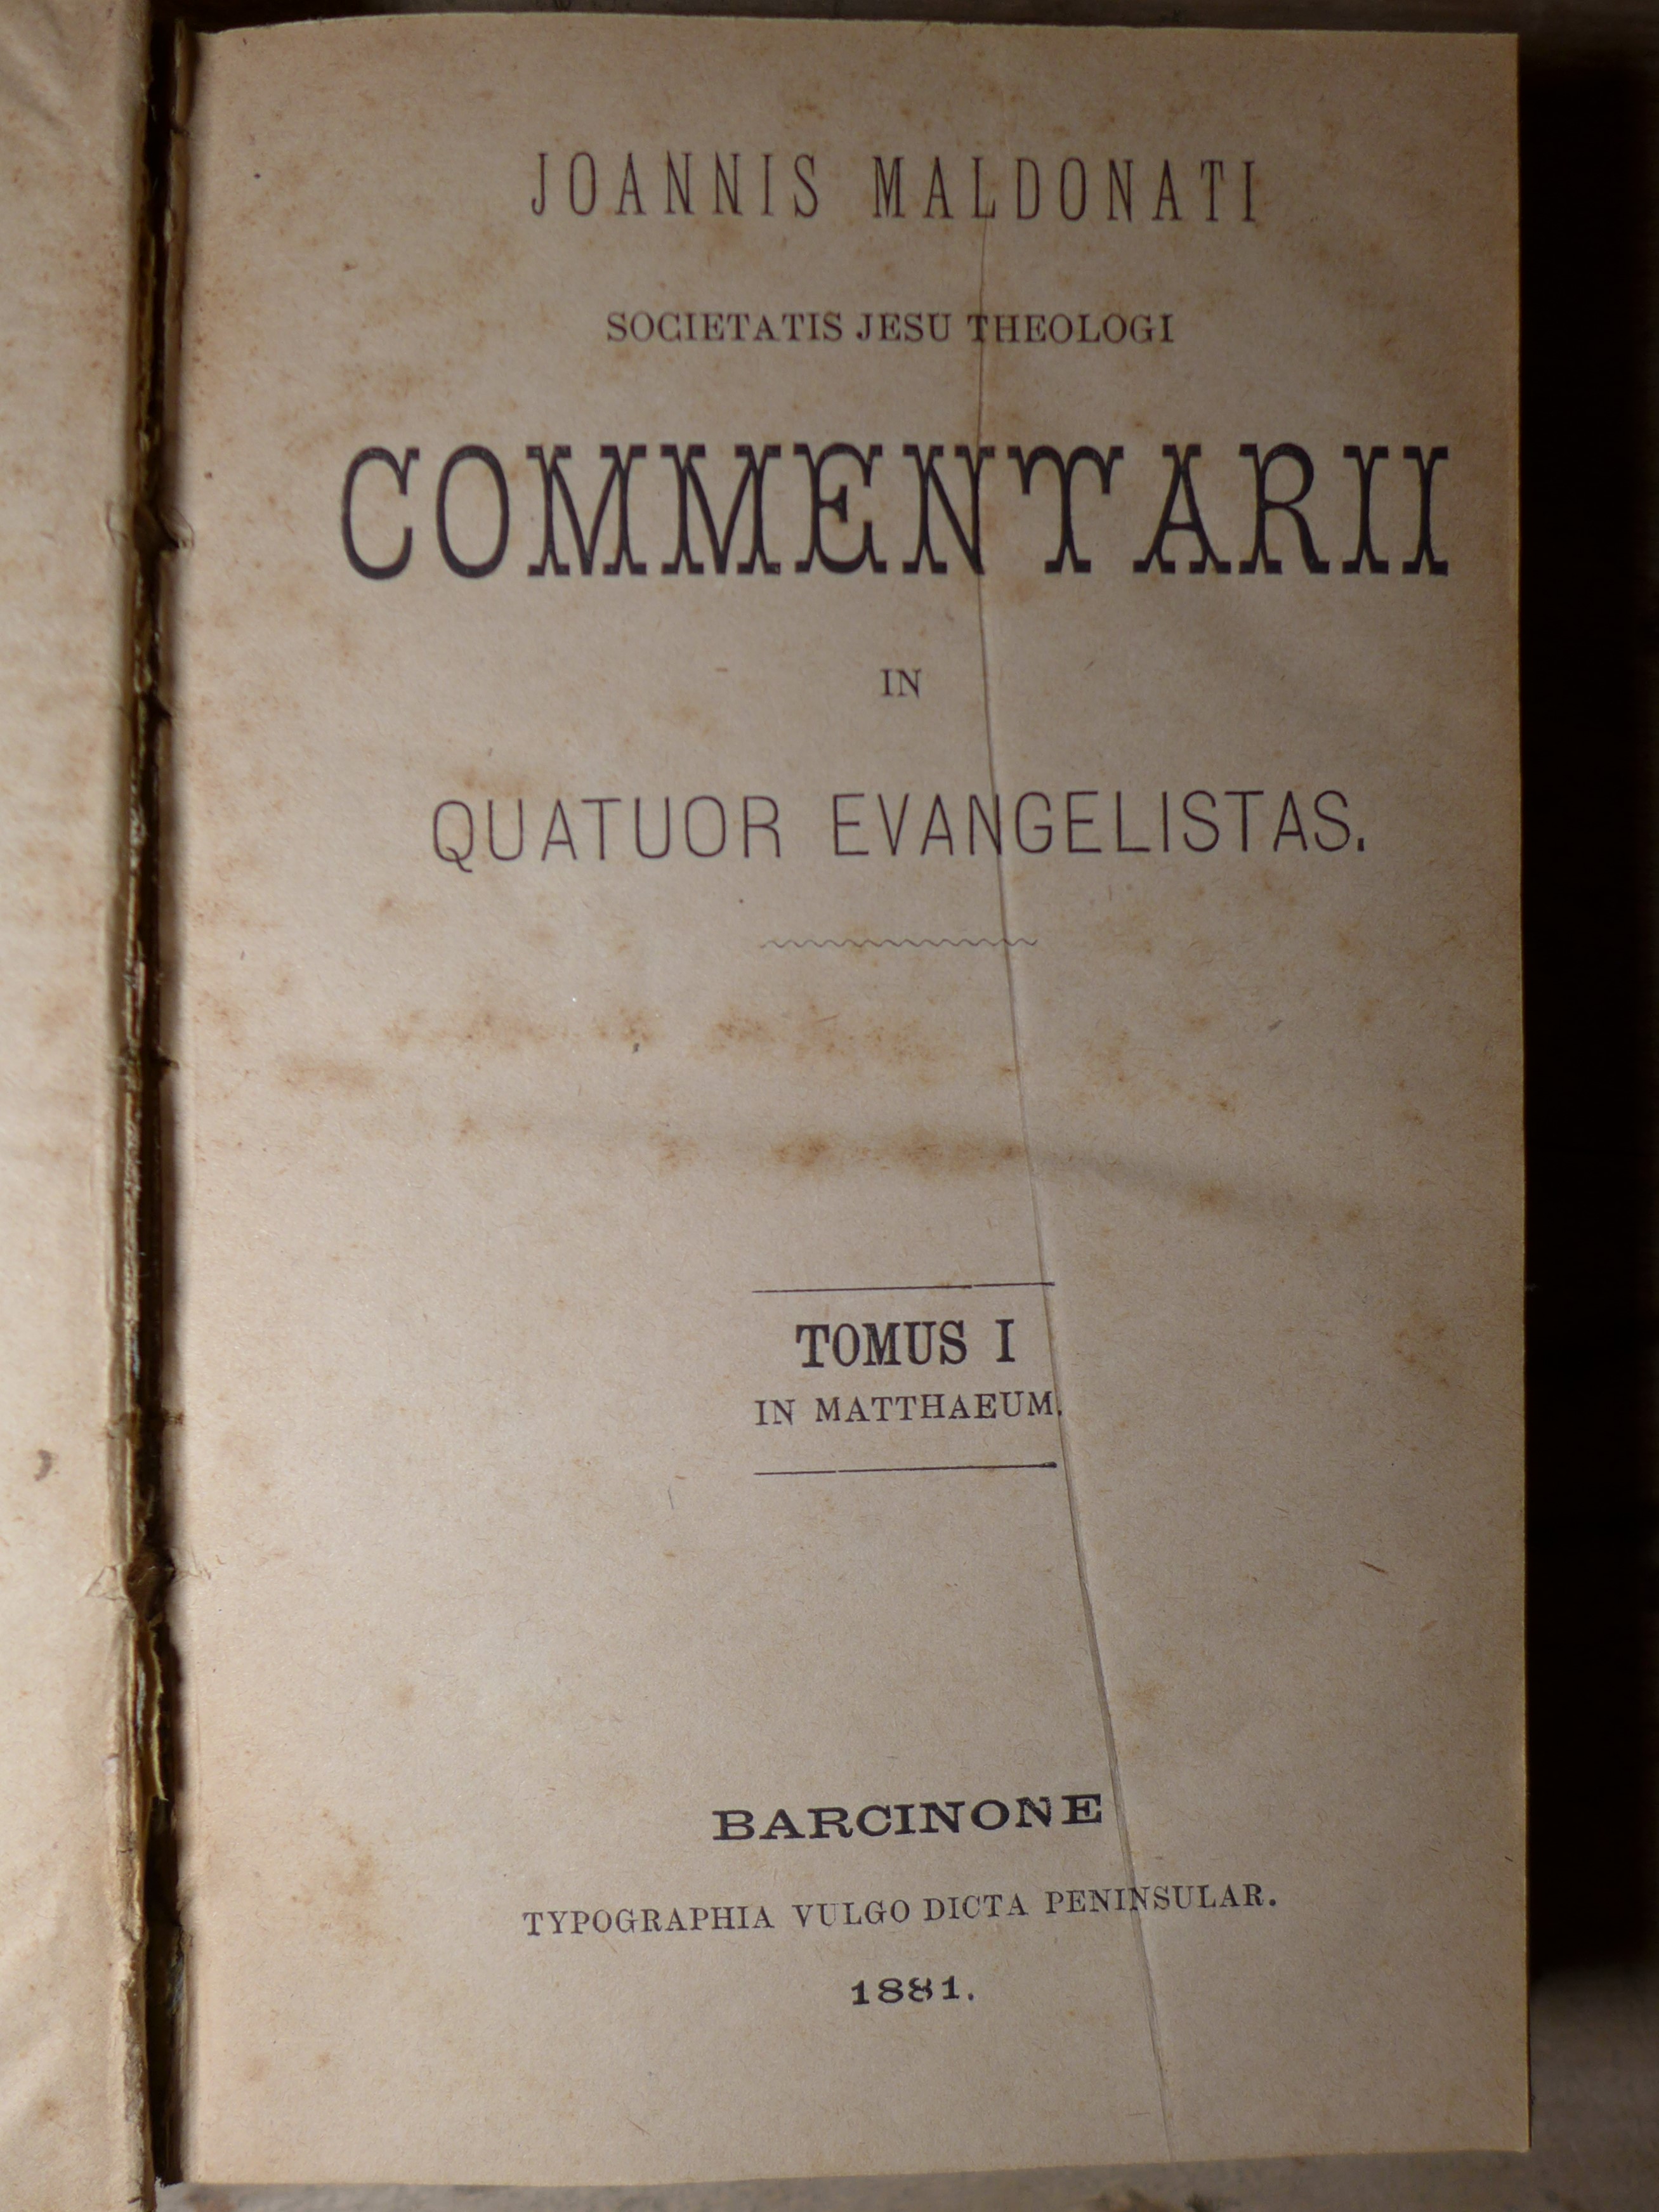 JOANNIS MALDONATI
SOCIETATIS JESU THEOLOGI
COMMENTARII
IN
QUATUOR EVANGELISTAS.
TOMUS I
IN MATTHAEUM.
BARCINONE
TYPOGRAPHIA VULGO DICTA PENINSULAR.
1881.